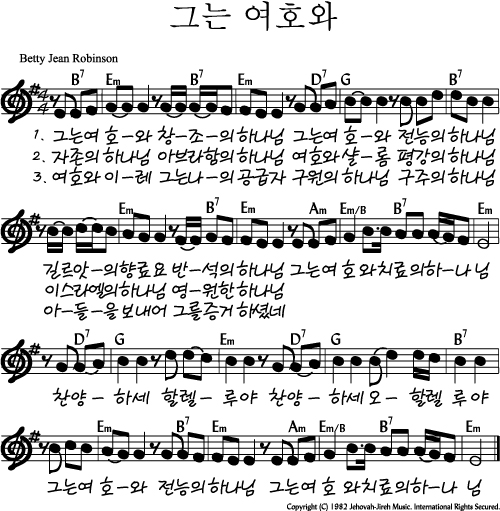 그는 여호와
Betty Jean Robinson
B7 Em B7 Em D7 G B7
1. 그는여 호-와 창-조-의 하나님 그는여 호-와 전능의 하나님
2. 자존의 하나님 아브라함의 하나님 여호와 샬-롬 평강의 하나님
3. 여호와 이-레 그는나-의 공급자 구원의 하나님 구주의 하나님
Em B7 Em Am Em/B B7 Em
길르앗-의향료요 반-석의 하나님 그는여 호와치료의하-나 님
이스라엘의하나님 영-원한 하나님
아-들-을 보내어 그를증거 하셨네
D7 G Em D7 G B7
찬양- 하세 할렐- 루야 찬양- 하세오- 할렐 루야
Em B7 Em Am Em/B B7 Em
그는여 호-와 전능의하나님 그는여 호와치료의하-나 님
Copyright (C) 1982 Jehovah-Jireh Music. International Rights Secured.